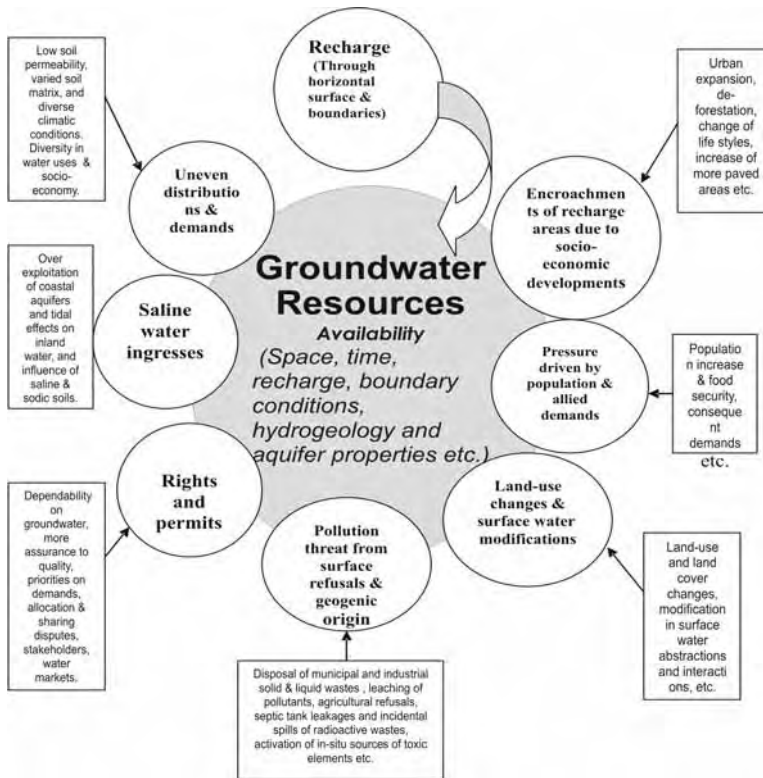 Recharge
(Through
horizontal
surface &
boundaries)
Low soil
permeability,
varied soil
matrix, and
diverse
climatic
conditions.
Diversity in
water uses &
socio-
economy.
Urban
expansion,
de-
forestation,
change of
life styles,
increase of
more paved
areas etc.
Uneven
distributio
ns &
demands
Encroachmen
ts of recharge
areas due to
socio-
economic
developments
Groundwater
Resources
Availability
(Space, time,
recharge, boundary
conditions,
hydrogeology and
aquifer properties etc.)
Over
exploitation
of coastal
aquifers
and tidal
effects on
inland
water, and
influence of
saline &
sodic soils.
Saline
water
ingresses
Pressure
driven by
population &
allied
demands
Populatio
n increase
& food
security,
conseque
nt
demands
etc.
Rights
and
permits
Land-use
changes &
surface water
modifications
Dependability
on
groundwater,
more
assurance to
quality,
priorities on
demands,
allocation &
sharing
disputes,
stakeholders,
water
markets.
Pollution
threat from
surface
refusals &
geogenic
origin
Land-use
and land
cover
changes,
modification
in surface
water
abstractions
and interacti
ons, etc.
Disposal of municipal and industrial
solid & liquid wastes , leaching of
pollutants, agricultural refusals,
septic tank leakages and incidental
spills of radioactive wastes,
activation of in-situ sources of toxic
elements etc.